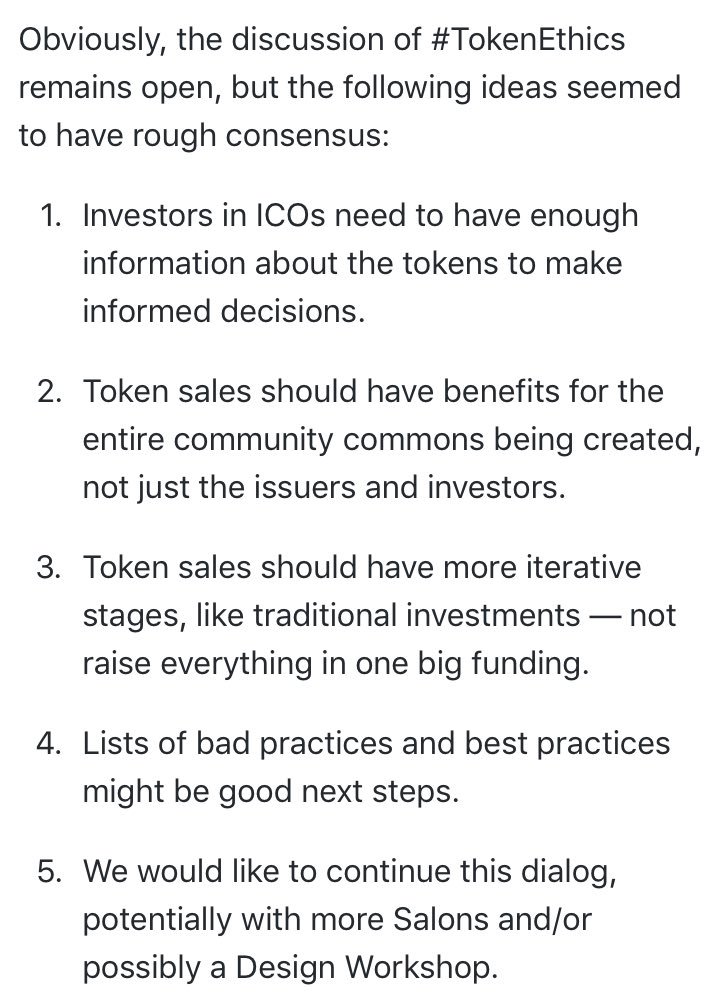 Obviously, the discussion of #TokenEthics
remains open, but the following ideas seemed
to have rough consensus:
1. Investors in ICOs need to have enough
information about the tokens to make
informed decisions.
2. Token sales should have benefits for the
entire community commons being created,
not just the issuers and investors.
3. Token sales should have more iterative
stages, like traditional investments — not
raise everything in one big funding.
4. Lists of bad practices and best practices
might be good next steps.
5. We would like to continue this dialog,
potentially with more Salons and/or
possibly a Design Workshop.